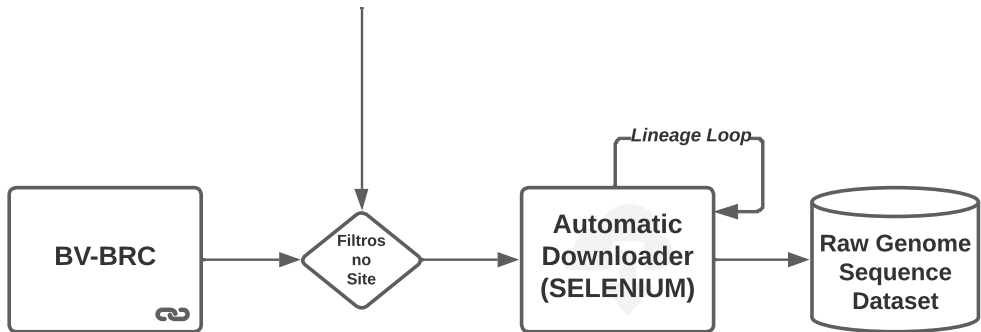 Lineage Loop
BV-BRC
Filtros
no
Site
Automatic
Downloader
(SELENIUM)
Raw Genome
Sequence
Dataset